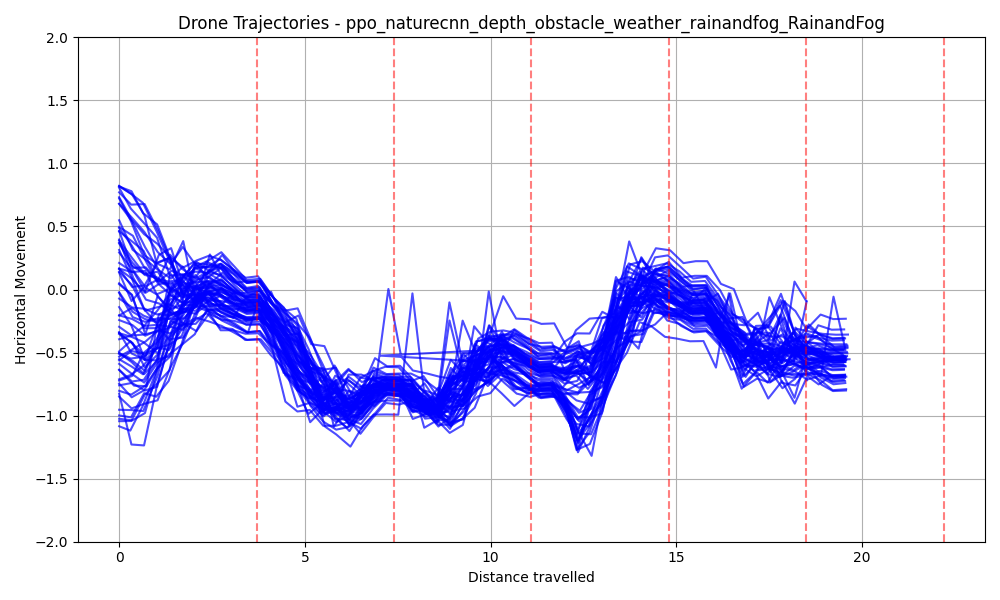 Drone Trajectories - ppo_naturecnn_depth_obstacle_weather_rainandfog_RainandFog
2.0
1.5
1.0
0.5
0.0
−0.5
−1.0
−1.5
−2.0
Horizontal Movement
0 5 10 15 20
Distance travelled